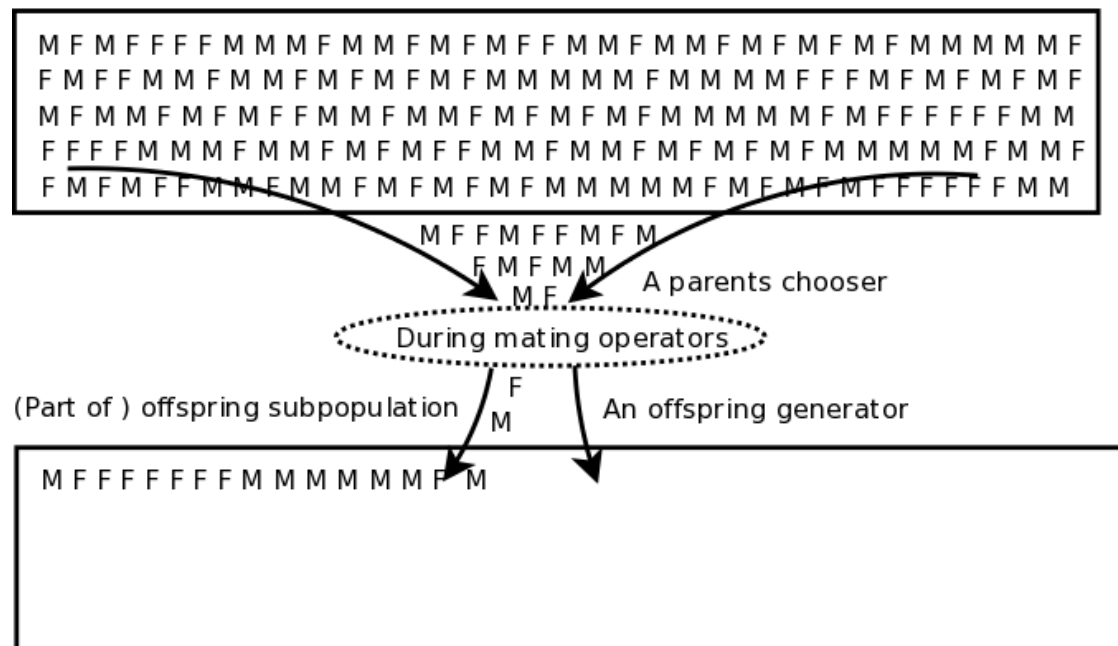 M F M F F F F M M M F M M F M F M F F M M F M M F M F M F M F M M M M M F
F M F F M M F M M F M F M F M F M M M M M F M M M M F F F M F M F M F M F
M F M M F M F M F F M M F M M F M F M F M F M M M M M F M F F F F F F M M
F F F F M M M F M M F M F M F F M M F M M F M F M F M F M M M M M F M M F
F M F M F F M M F M M F M F M F M F M M M M M F M F M F M F F F F F F M M
M F F M F F M F M
F M F M M
A parents chooser
M F
During mating operators
F
(Part of ) offspring subpopulation
An offspring generator
M
M F F F F F F F M M M M M M M F M